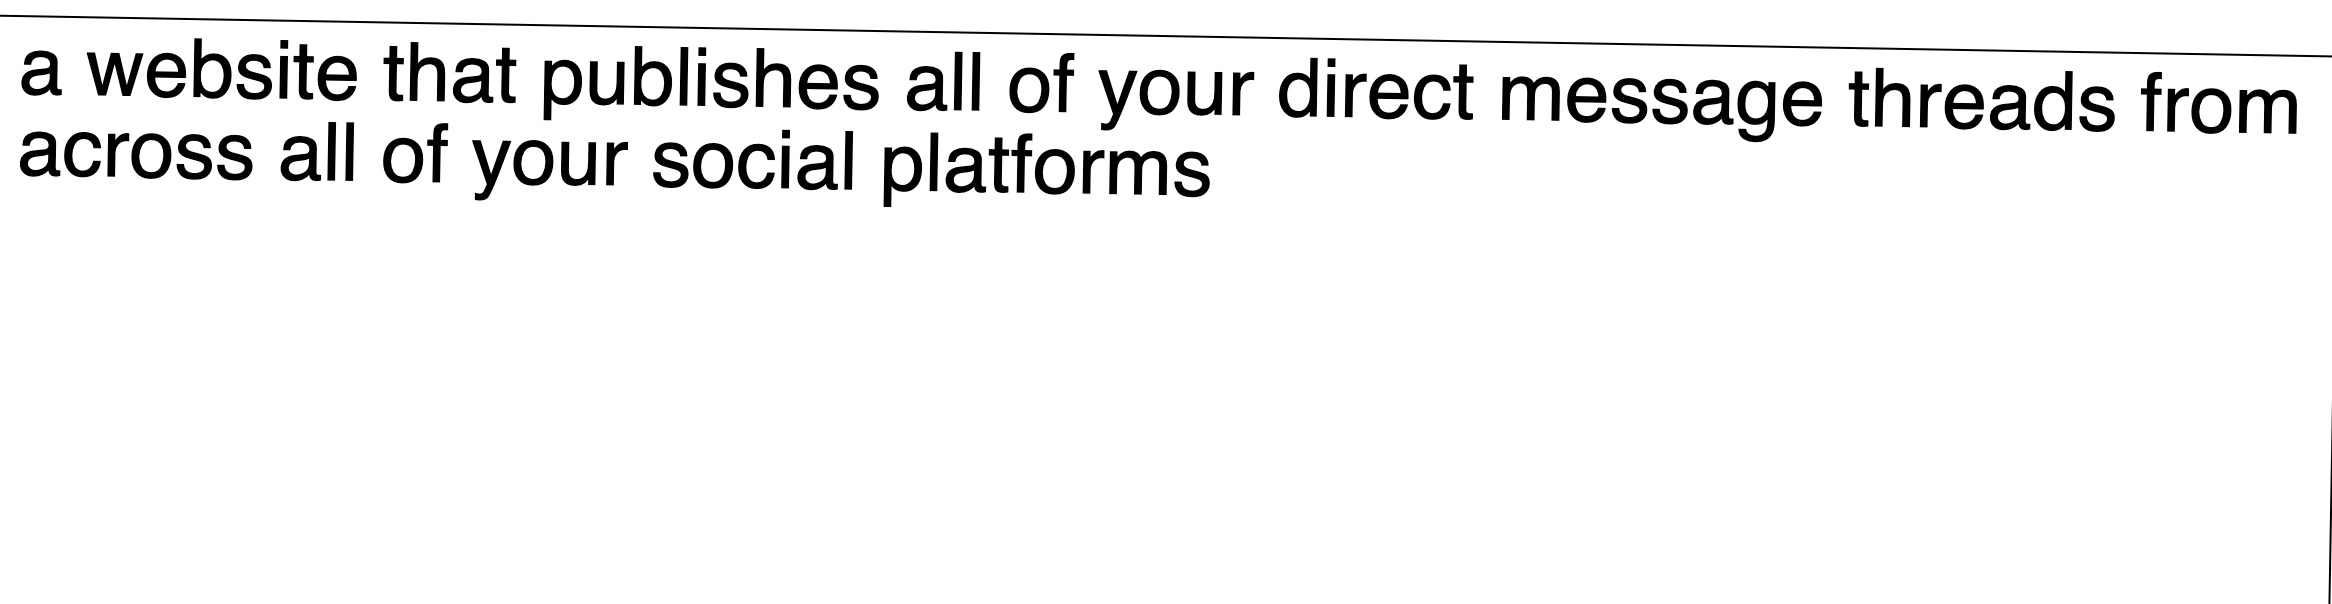 a website that publishes all of your direct message threads from
across all of your social platforms